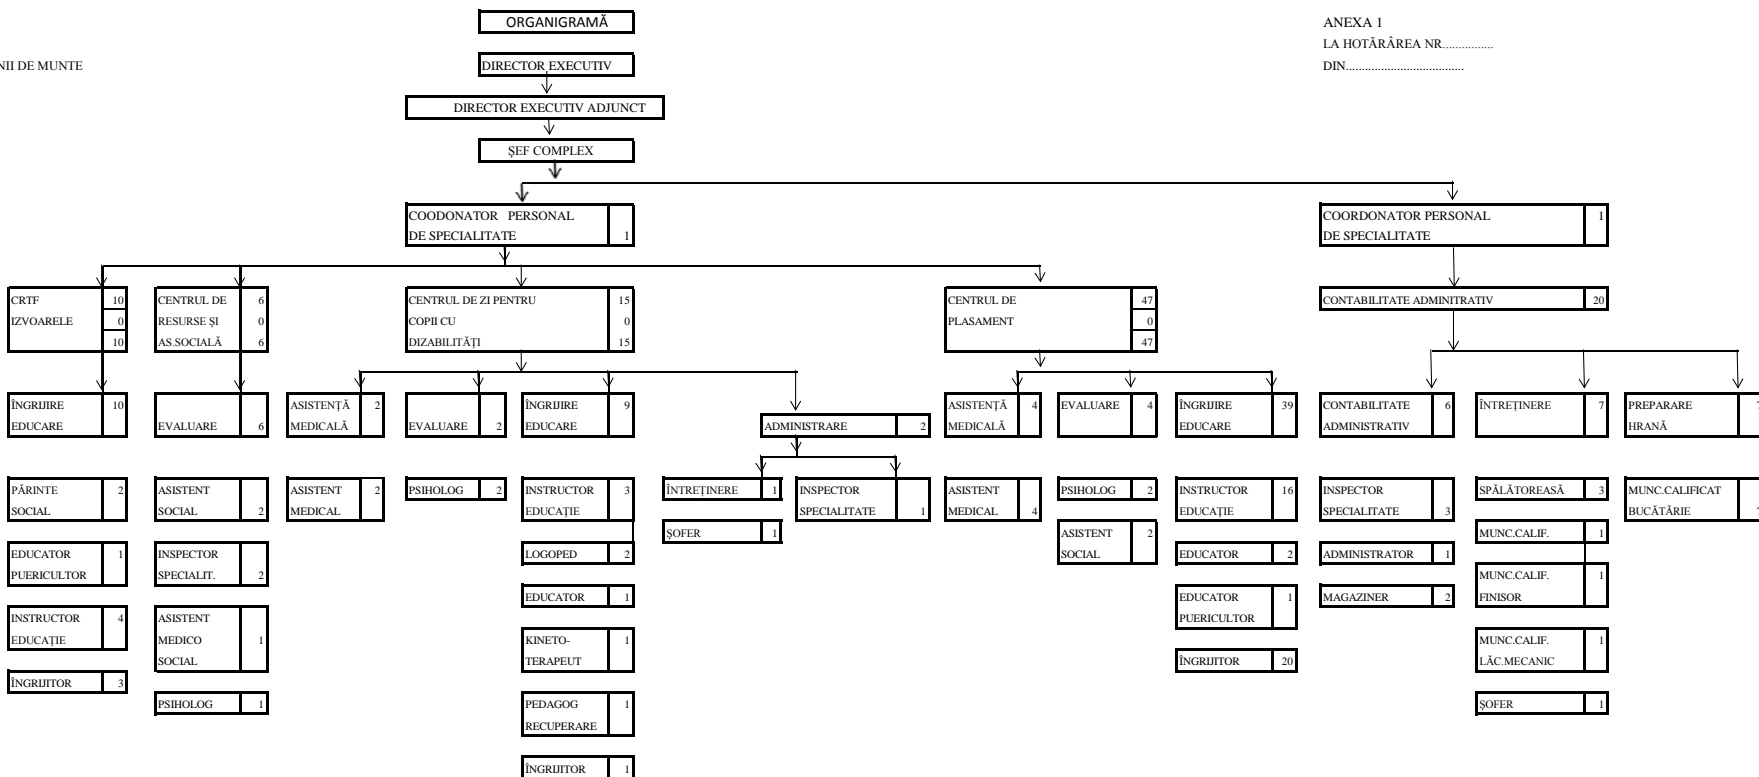 ORGANIGRAMĂ
ANEXA 1
LA HOTĂRÂREA NR................
DIN....................................
NII DE MUNTE
DIRECTOR EXECUTIV
DIRECTOR EXECUTIV ADJUNCT
ȘEF COMPLEX
COODONATOR PERSONAL
DE SPECIALITATE 1
COORDONATOR PERSONAL 1
DE SPECIALITATE
CRTF 10
IZVOARELE 0
10
CENTRUL DE 6
RESURSE ȘI 0
AS.SOCIALĂ 6
CENTRUL DE ZI PENTRU 15
COPII CU 0
DIZABILITĂȚI 15
CENTRUL DE 47
PLASAMENT 0
47
CONTABILITATE ADMINITRATIV 20
ÎNGRIJIRE 10
EDUCARE
EVALUARE 6
ASISTENȚĂ 2
MEDICALĂ
EVALUARE 2
ÎNGRIJIRE 9
EDUCARE
ADMINISTRARE 2
ASISTENȚĂ 4
MEDICALĂ
EVALUARE 4
ÎNGRIJIRE 39
EDUCARE
CONTABILITATE 6
ADMINISTRATIV
ÎNTREȚINERE 7
PREPARARE 7
HRANĂ
PĂRINTE 2
SOCIAL
EDUCATOR 1
PUERICULTOR
INSTRUCTOR 4
EDUCAȚIE
ÎNGRIJITOR 3
ASISTENT
SOCIAL 2
INSPECTOR
SPECIALIT. 2
ASISTENT
MEDICO 1
SOCIAL
PSIHOLOG 1
ASISTENT 2
MEDICAL
PSIHOLOG 2
INSTRUCTOR 3
EDUCAȚIE
LOGOPED 2
EDUCATOR 1
KINETO- 1
TERAPEUT
PEDAGOG 1
RECUPERARE
ÎNGRIJITOR 1
ÎNTREȚINERE 1
ȘOFER 1
INSPECTOR
SPECIALITATE 1
ASISTENT
MEDICAL 4
PSIHOLOG 2
ASISTENT 2
SOCIAL
INSTRUCTOR 16
EDUCAȚIE
EDUCATOR 2
EDUCATOR 1
PUERICULTOR
ÎNGRIJITOR 20
INSPECTOR
SPECIALITATE 3
ADMINISTRATOR 1
MAGAZINER 2
SPĂLĂTOREASĂ 3
MUNC.CALIF. 1
MUNC.CALIF. 1
FINISOR
MUNC.CALIF. 1
LĂC.MECANIC
ȘOFER 1
MUNC.CALIFICAT
BUCĂTĂRIE 7